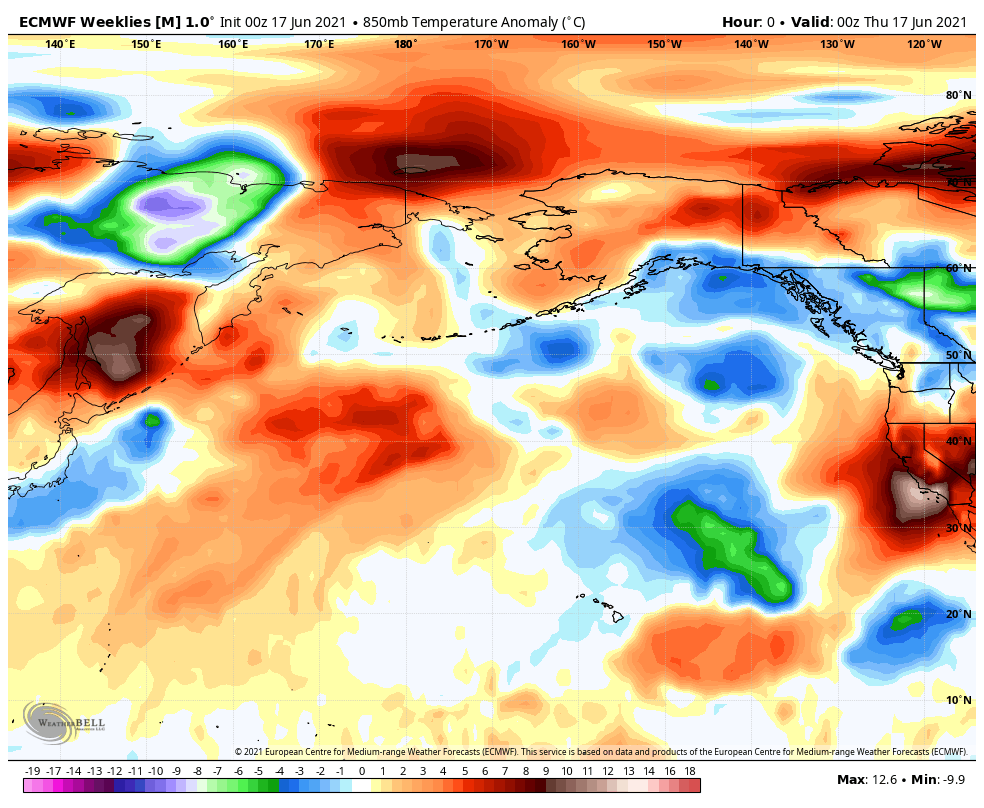 ECMWF Weeklies [M] 1.0° Init 00z 17 Jun 2021 • 850mb Temperature Anomaly (°C)
Hour: 0 • Valid: 00z Thu 17 Jun 2021
140°E 150°E 160°E 170°E 180° 170°W 160°W 150°W 140°W 130°W 120°W
80°N
70°N
60°N
50°N
40°N
30°N
20°N
10°N
WEATHERBELL
Analytics LLC
© 2021 European Centre for Medium-range Weather Forecasts (ECMWF). This service is based on data and products of the European Centre for Medium-range Weather Forecasts (ECMWF).
-19 -17 -14 -13 -12 -11 -10 -9 -8 -7 -6 -5 -4 -3 -2 -1 0 1 2 3 4 5 6 7 8 9 10 11 12 13 14 16 18
Max: 12.6 • Min: -9.9